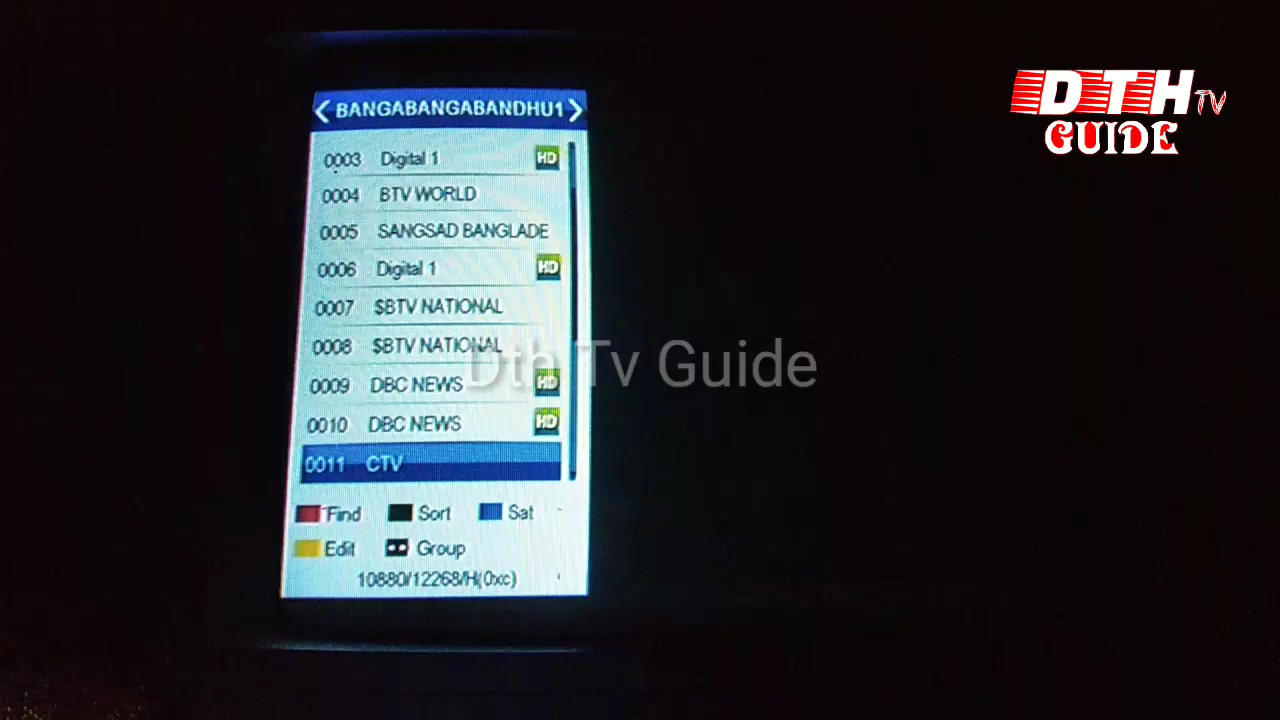 DTH TV
GUIDE
BANGABANGABANDHU1
0003 Digital 1 HD
0004 BTV WORLD
0005 SANGSAD BANGLADE
0006 Digital 1 HD
0007 $BTV NATIONAL
0008 $BTV NATIONAL
Dth Tv Guide
0009 DBC NEWS HD
0010 DBC NEWS HD
0011 CTV
Find Sort Sat
Edit Group
10880/12268/H(0xc)